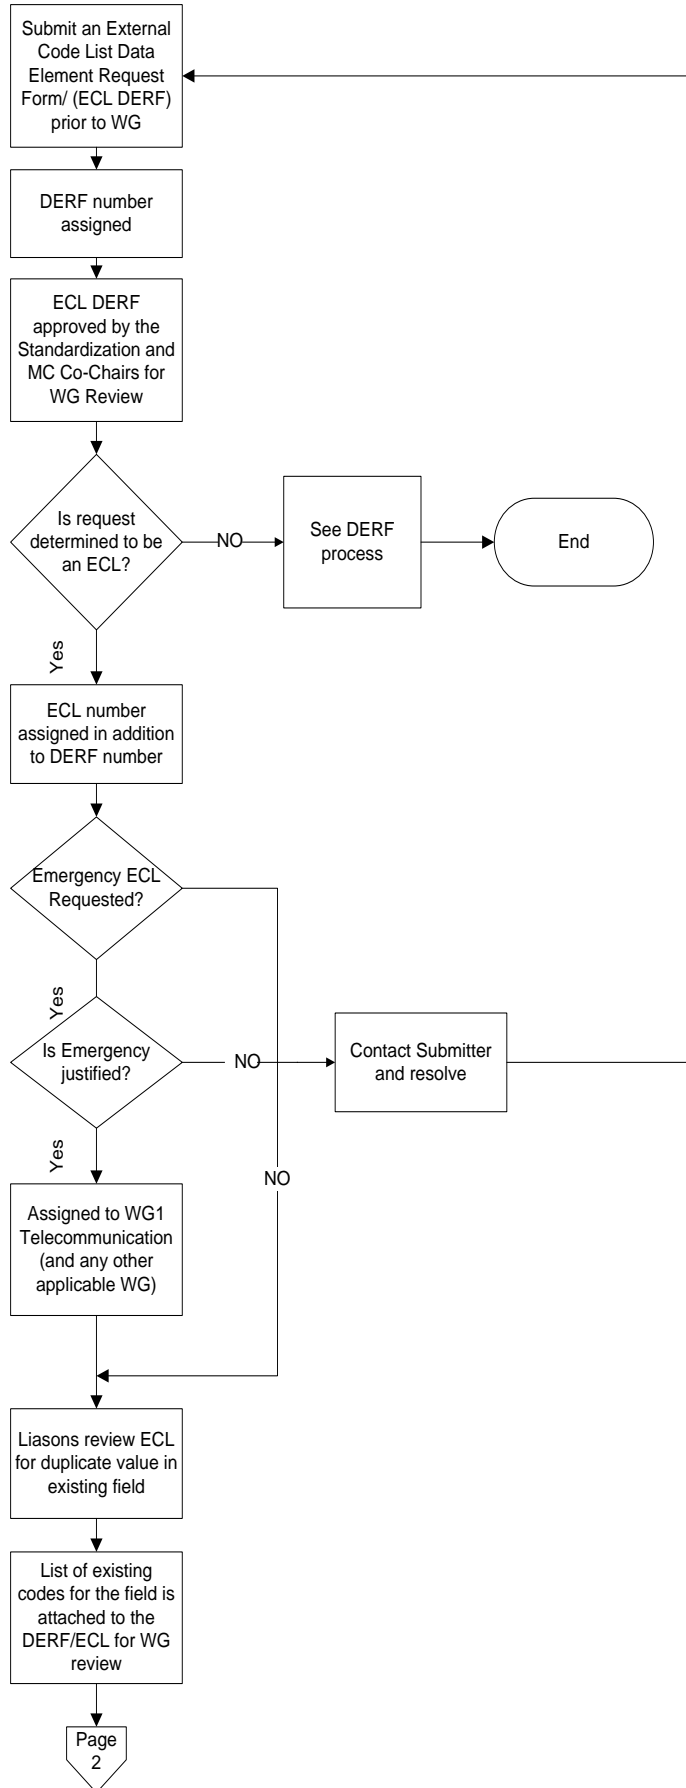 Submit an External
Code List Data
Element Request
Form/ (ECL DERF)
prior to WG
DERF number
assigned
ECL DERF
approved by the
Standardization and
MC Co-Chairs for
WG Review
Is request
determined to be
an ECL?
NO
See DERF
process
End
Yes
ECL number
assigned in addition
to DERF number
Emergency ECL
Requested?
Yes
Is Emergency
justified?
NO
Contact Submitter
and resolve
Yes
NO
Assigned to WG1
Telecommunication
(and any other
applicable WG)
Liasons review ECL
for duplicate value in
existing field
List of existing
codes for the field is
attached to the
DERF/ECL for WG
review
Page
2